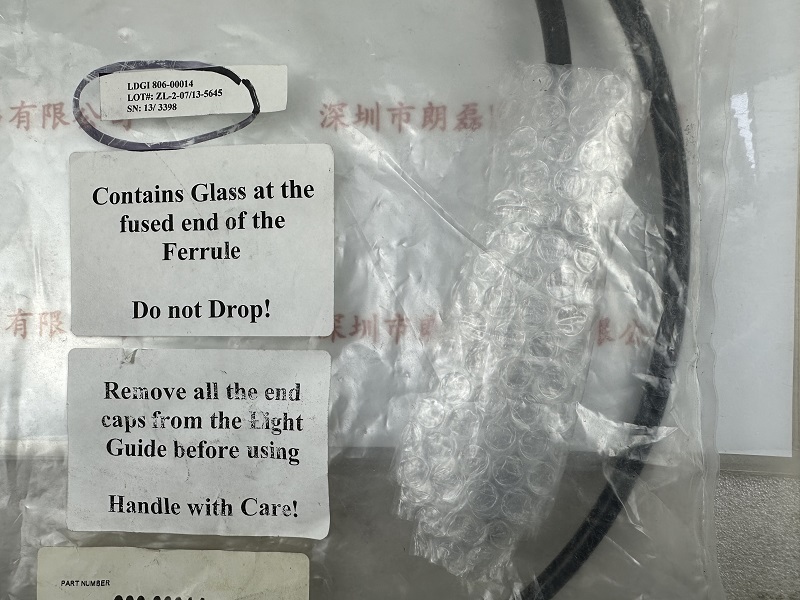 LDGI 806-00014
LOT#: ZL-2-07/13-5645
SN: 13/ 3398
有限公
深圳市朗磊
Contains Glass at the
fused end of the
Ferrule
Do not Drop!
有限
深圳市
限公
Remove all the end
caps from the Light
Guide before using
Handle with Care!
PART NUMBER